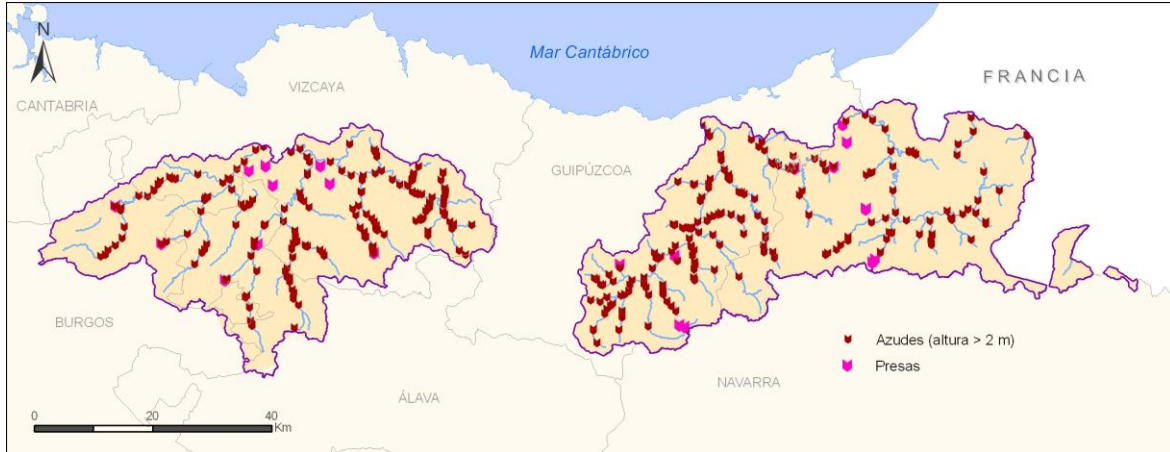 N
Mar Cantábrico
FRANCIA
VIZCAYA
CANTABRIA
GUIPÚZCOA
BURGOS
Azudes (altura > 2 m)
Presas
NAVARRA
ÁLAVA
0 20 40
Km